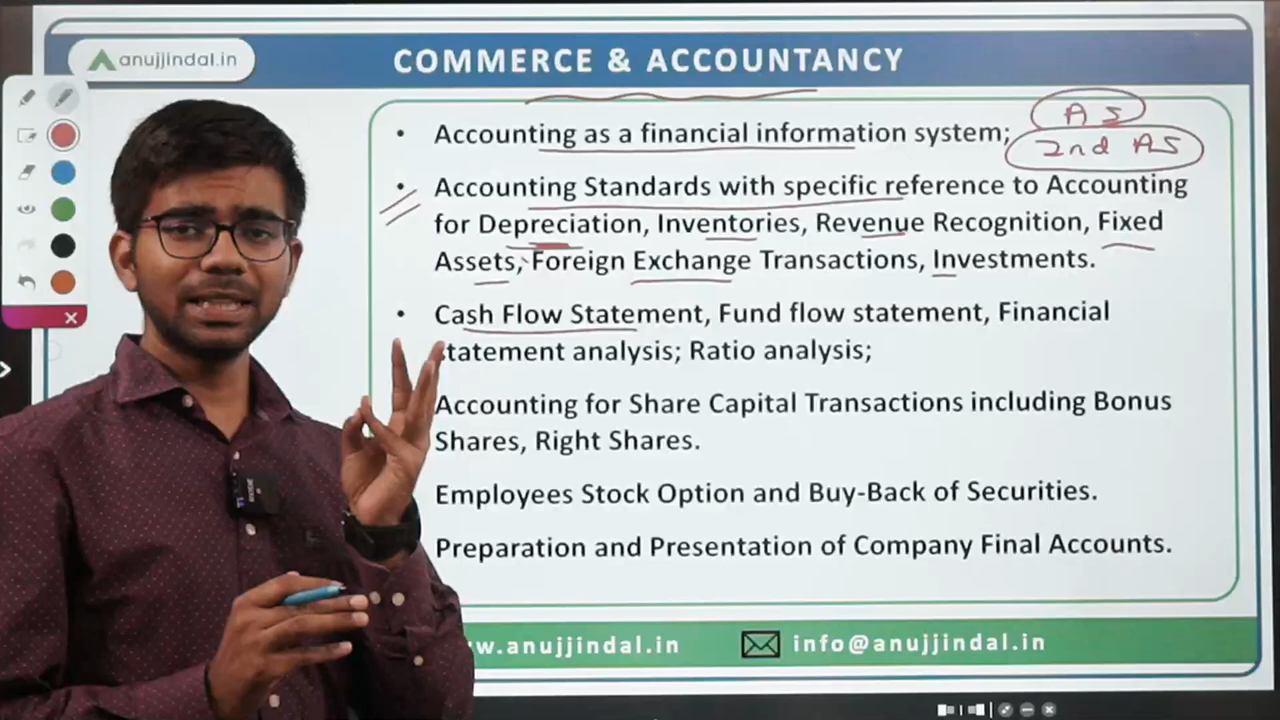 anujjindal.in
COMMERCE & ACCOUNTANCY
• Accounting as a financial information system;
AS
2nd AS
• Accounting Standards with specific reference to Accounting
for Depreciation, Inventories, Revenue Recognition, Fixed
Assets, Foreign Exchange Transactions, Investments.
• Cash Flow Statement, Fund flow statement, Financial
statement analysis; Ratio analysis;
Accounting for Share Capital Transactions including Bonus
Shares, Right Shares.
Employees Stock Option and Buy-Back of Securities.
Preparation and Presentation of Company Final Accounts.
w.anujjindal.in
info@anujjindal.in